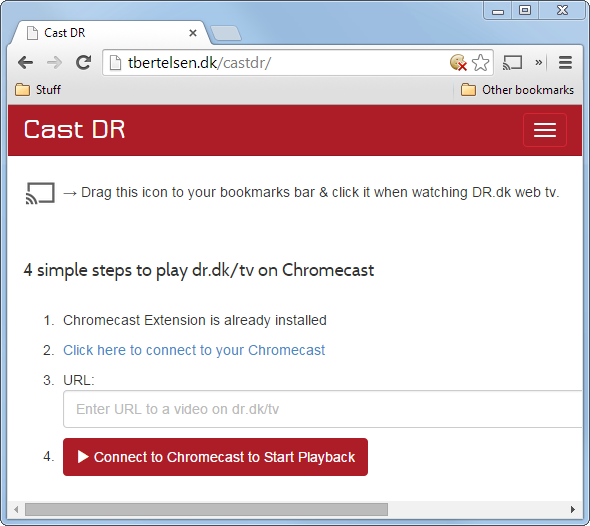 Cast DR
tbertelsen.dk/castdr/
»
Stuff
Other bookmarks
Cast DR
→ Drag this icon to your bookmarks bar & click it when watching DR.dk web tv.
4 simple steps to play dr.dk/tv on Chromecast
1. Chromecast Extension is already installed
2. Click here to connect to your Chromecast
3. URL:
Enter URL to a video on dr.dk/tv
4. Connect to Chromecast to Start Playback